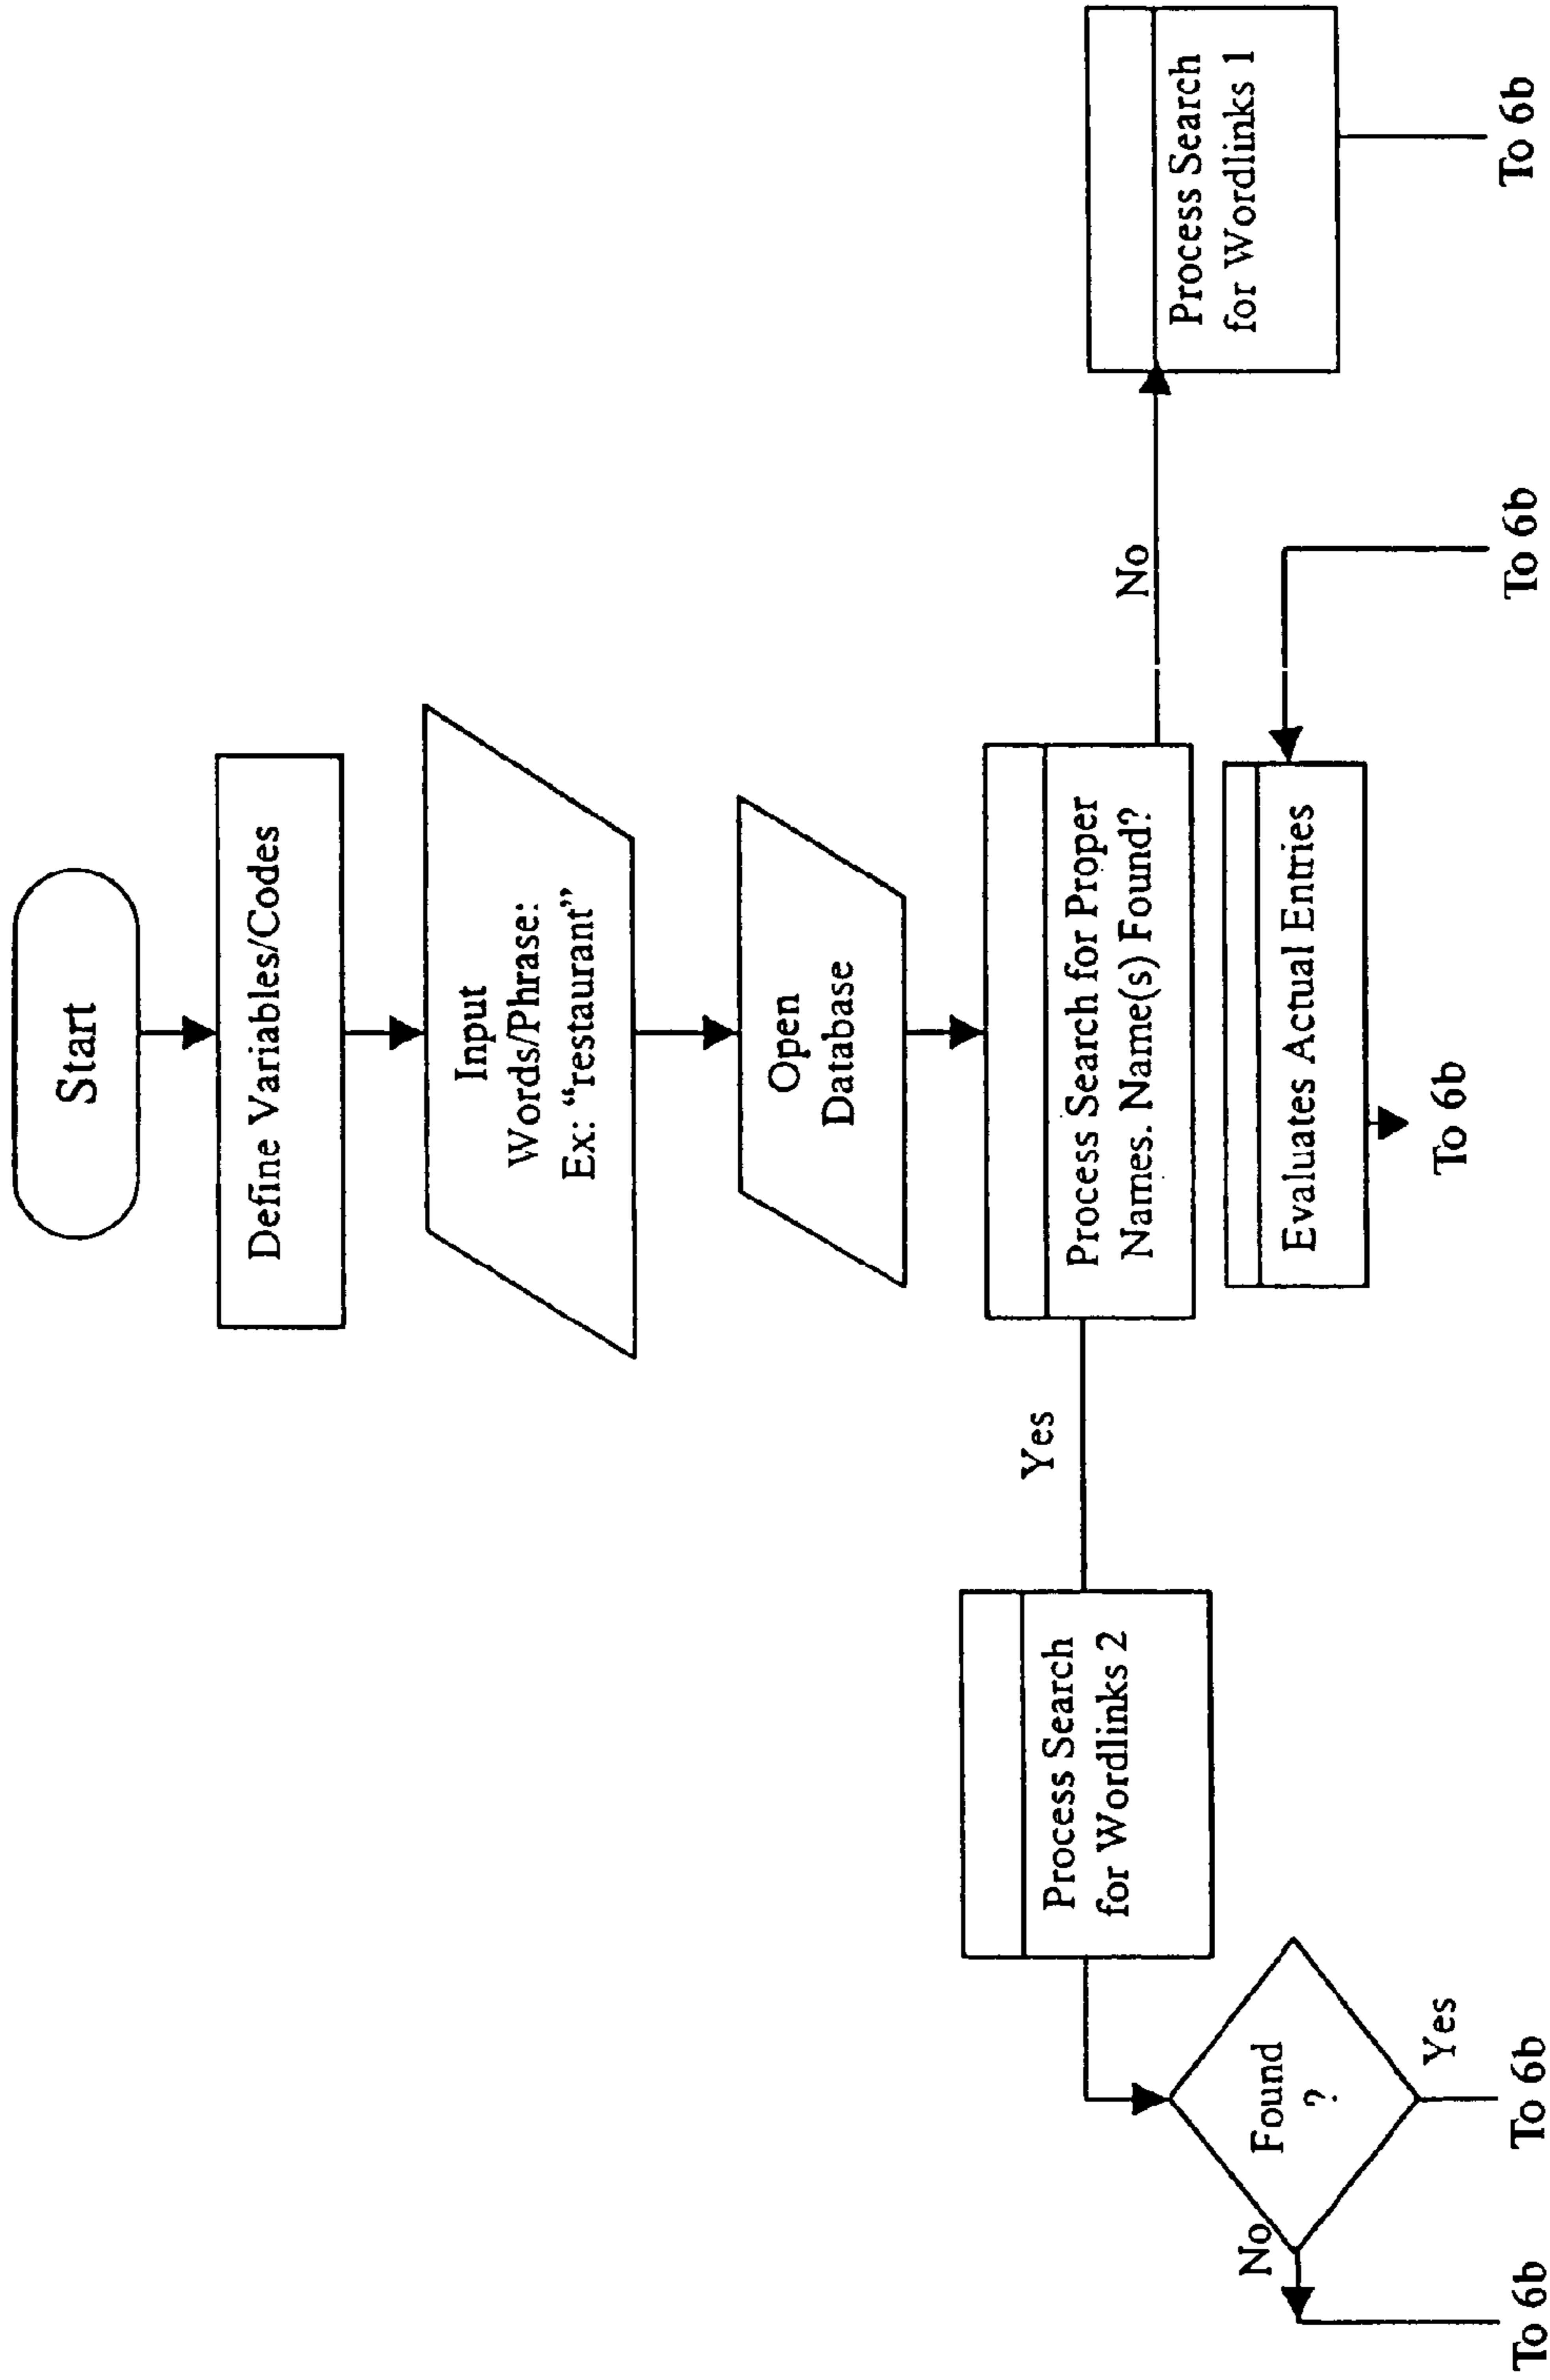 Start
Define Variables/Codes
Input
Words/Phrase:
Ex: “restaurant”
Open
Database
Process Search for Proper
Names. Name(s) Found?
Yes
No
Process Search
for Wordlinks 2
Process Search
for Wordlinks 1
Evaluates Actual Entries
Found
?
No
Yes
To 6b
To 6b
To 6b
To 6b
To 6b